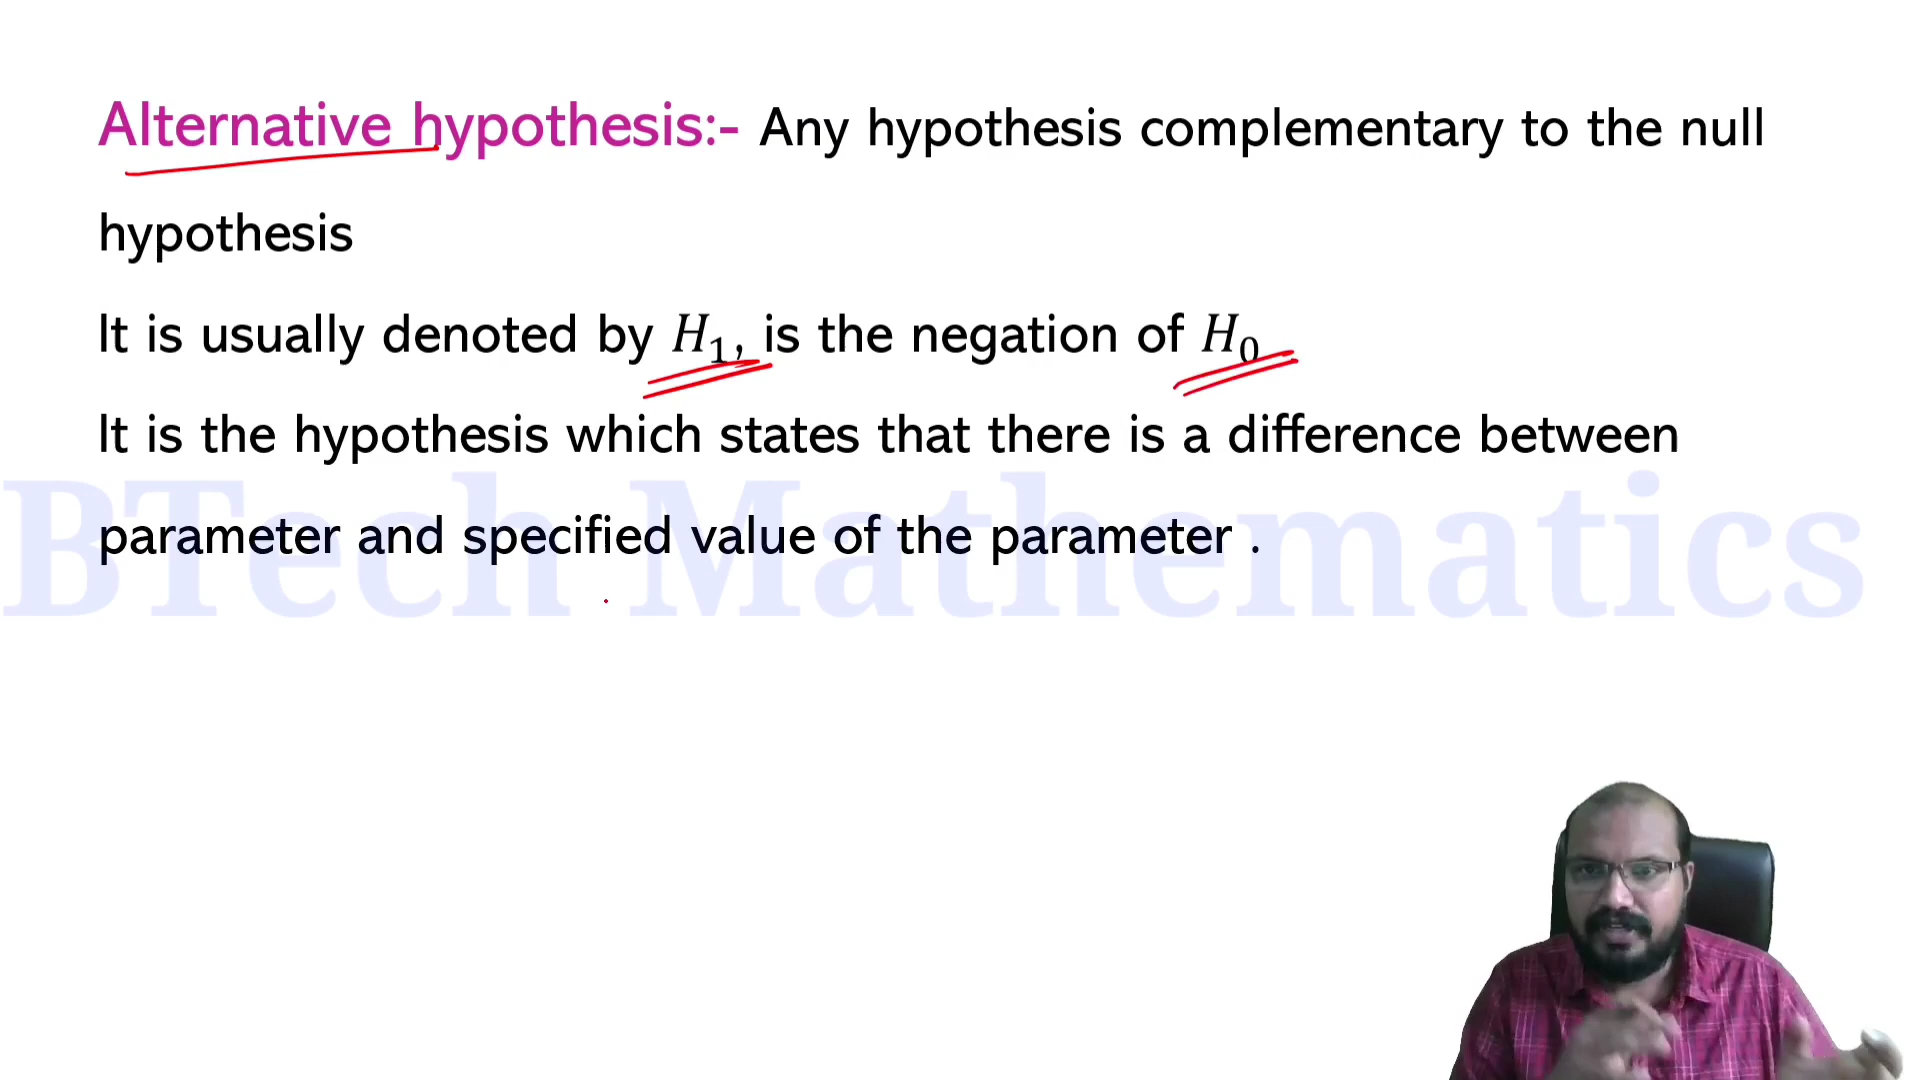 Alternative hypothesis:- Any hypothesis complementary to the null
hypothesis
It is usually denoted by H₁, is the negation of H₀
It is the hypothesis which states that there is a difference between
parameter and specified value of the parameter .
BTech Mathematics